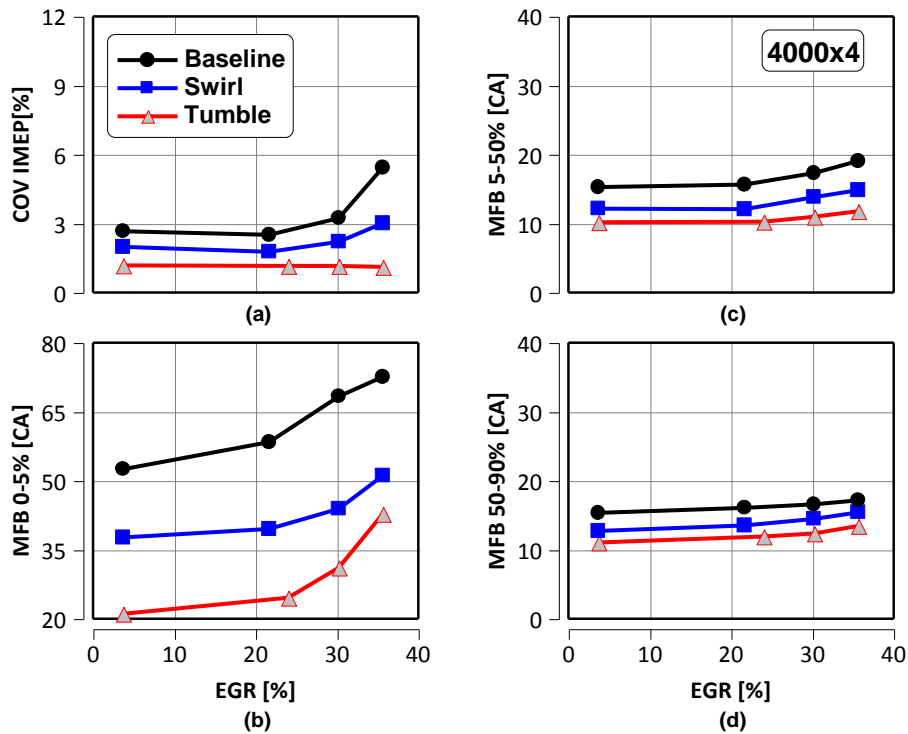 12
9
6
3
0
COV IMEP[%]
Baseline
Swirl
Tumble
(a)
40
30
20
10
0
MFB 5-50% [CA]
4000x4
(c)
80
65
50
35
20
MFB 0-5% [CA]
0 10 20 30 40
EGR [%]
(b)
40
30
20
10
0
MFB 50-90% [CA]
0 10 20 30 40
EGR [%]
(d)